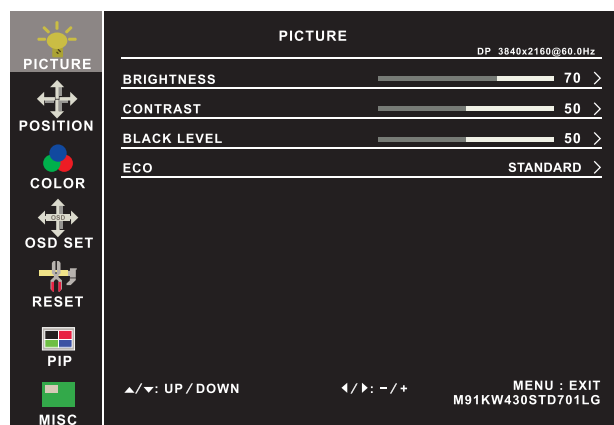 PICTURE
DP 3840x2160@60.0Hz
PICTURE
BRIGHTNESS 70
CONTRAST 50
BLACK LEVEL 50
ECO STANDARD
POSITION
COLOR
OSD
OSD SET
RESET
PIP
MISC
▲/▼: UP / DOWN
◀/▶: – / +
MENU : EXIT
M91KW430STD701LG